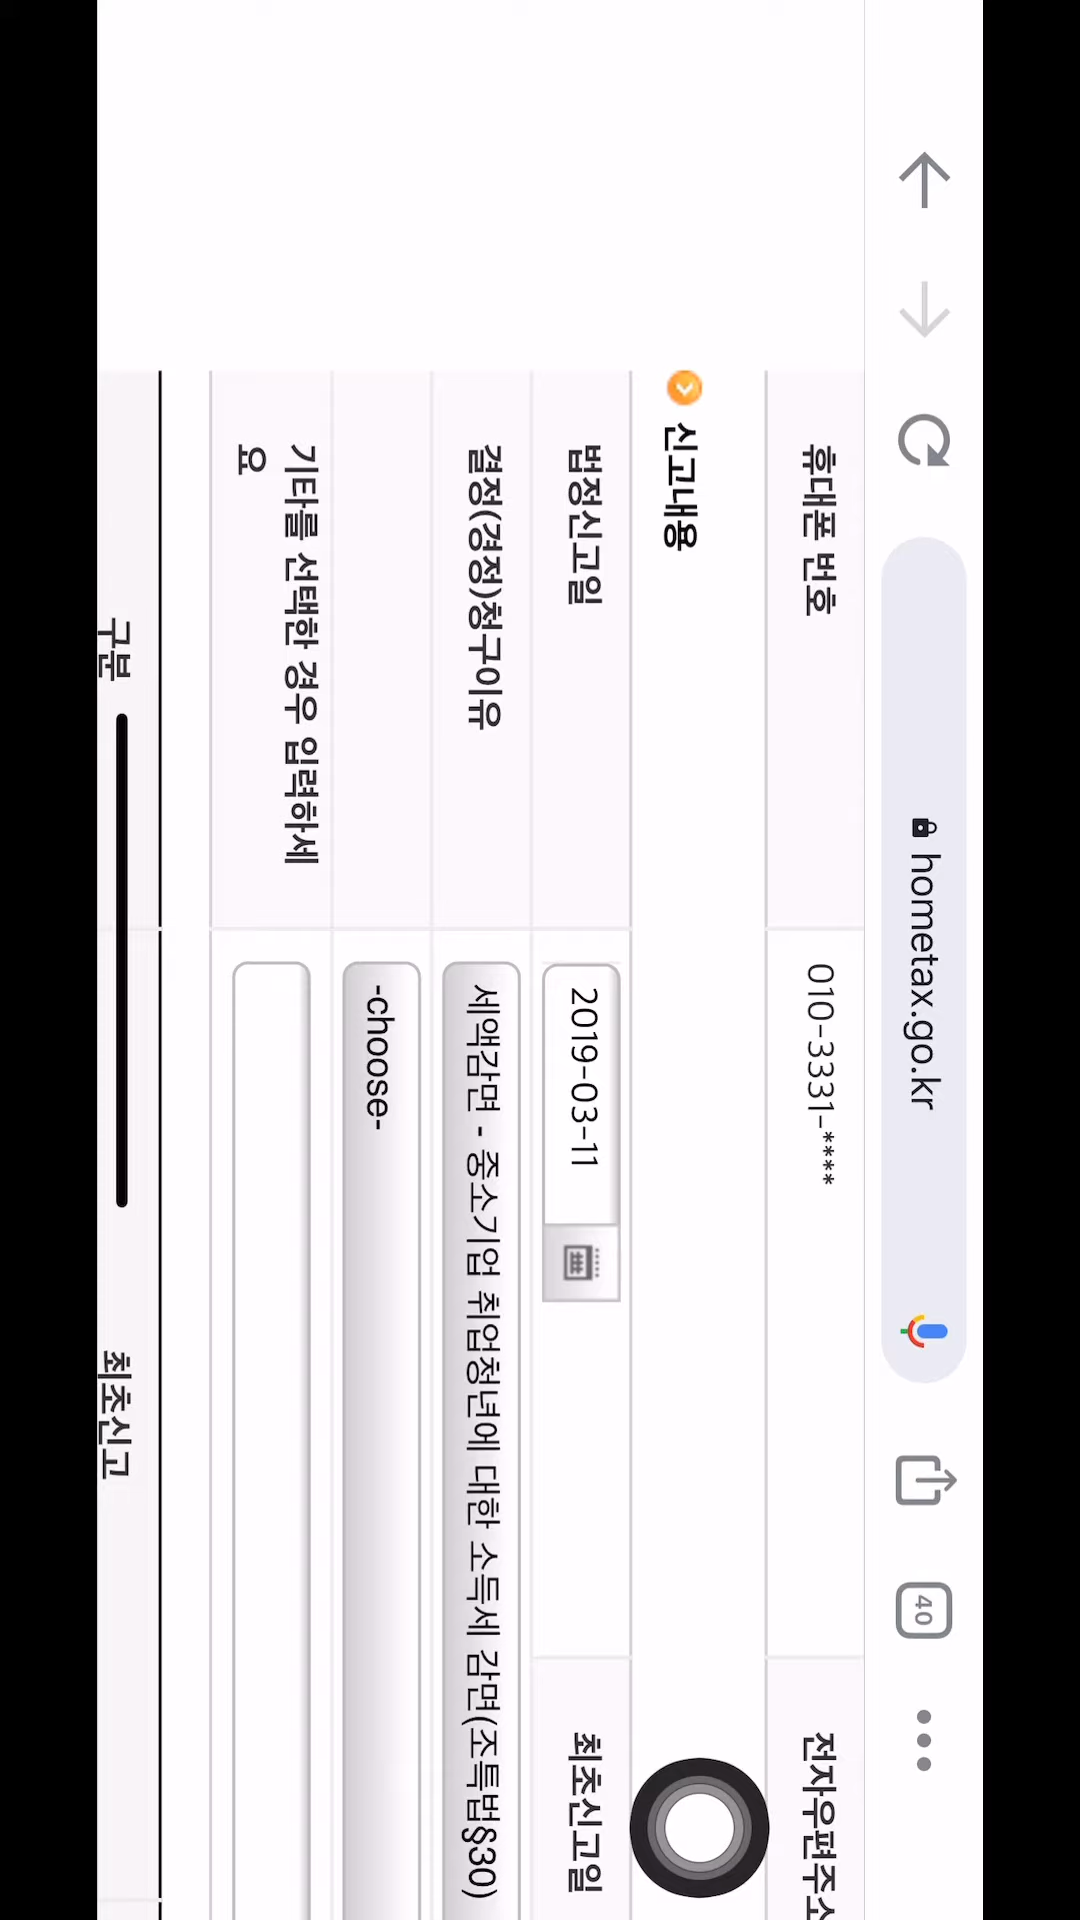 hometax.go.kr
40
휴대폰 번호
010-3331-****
전자우편주소
신고내용
법정신고일
2019-03-11
최초신고일
결정(경정)청구이유
세액감면 - 중소기업 취업청년에 대한 소득세 감면(조특법§30)
-choose-
기타를 선택한 경우 입력하세
요
구분
최초신고